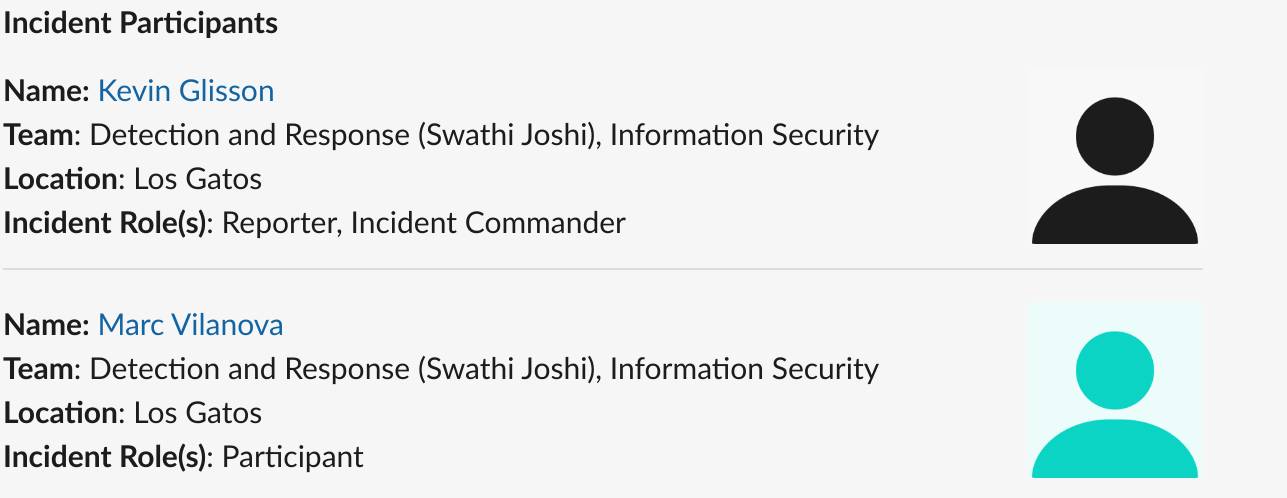 Incident Participants
Name: Kevin Glisson
Team: Detection and Response (Swathi Joshi), Information Security
Location: Los Gatos
Incident Role(s): Reporter, Incident Commander
Name: Marc Vilanova
Team: Detection and Response (Swathi Joshi), Information Security
Location: Los Gatos
Incident Role(s): Participant